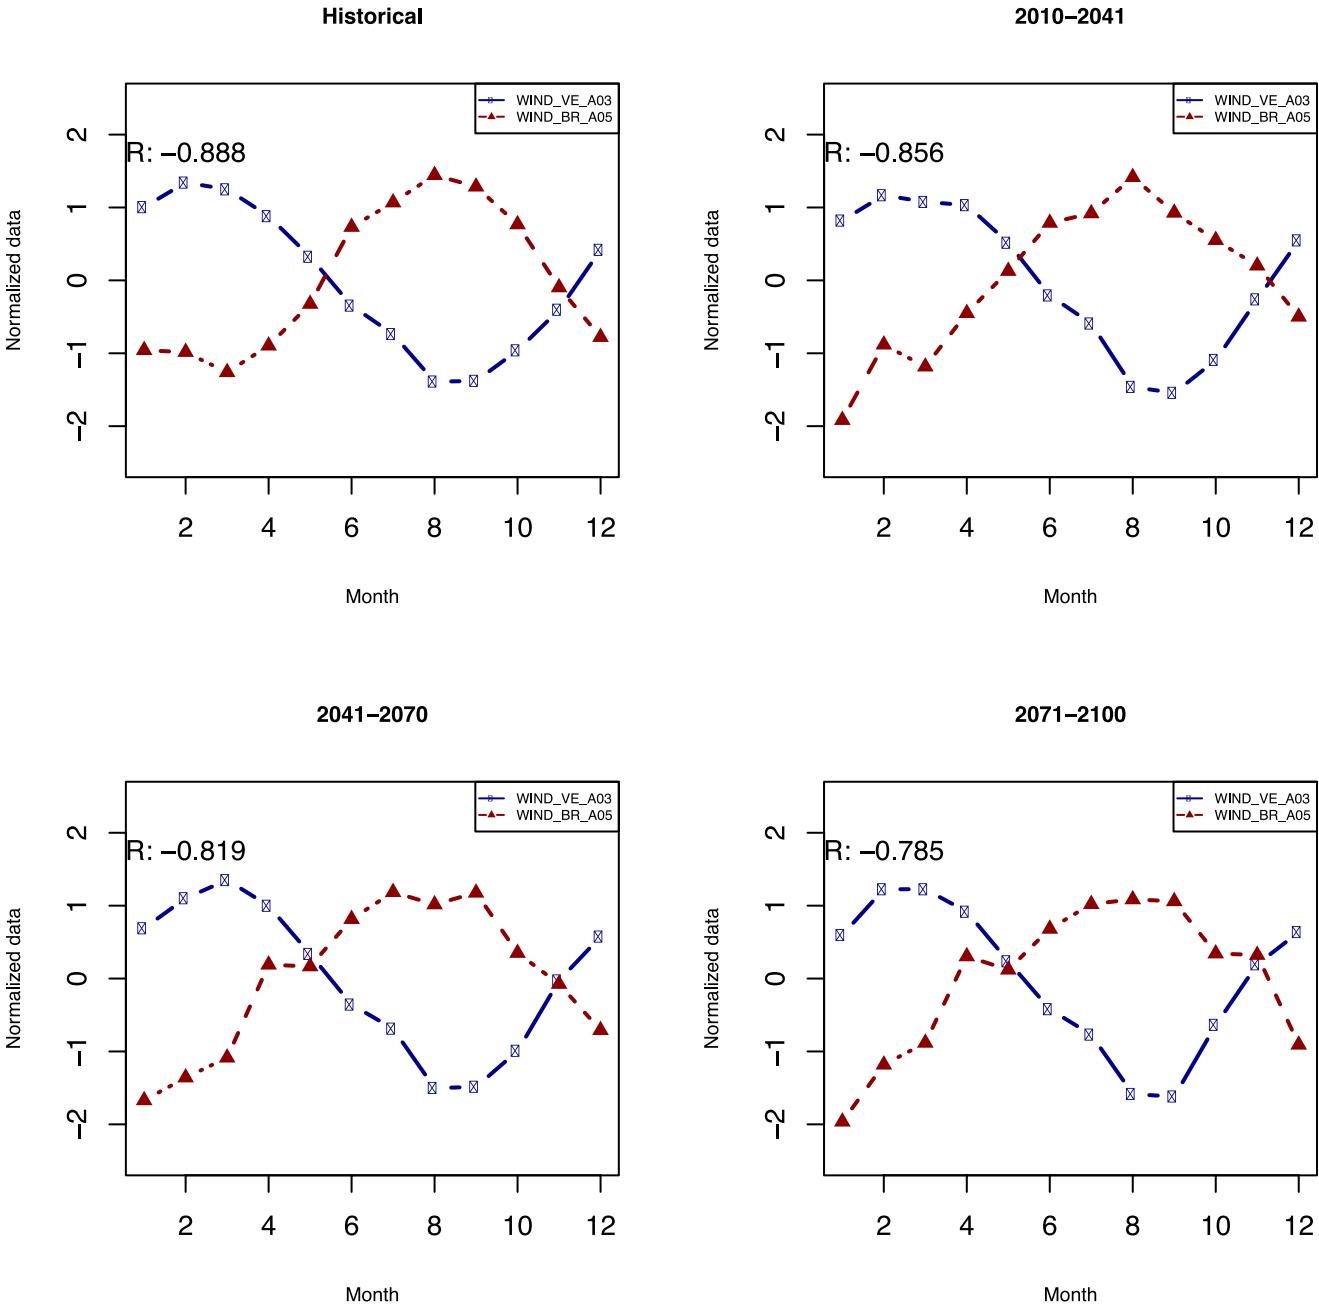 Historical
WIND_VE_A03
WIND_BR_A05
R: −0.888
Normalized data
2
1
0
−1
−2
2 4 6 8 10 12
Month
2010−2041
WIND_VE_A03
WIND_BR_A05
R: −0.856
Normalized data
2
1
0
−1
−2
2 4 6 8 10 12
Month
2041−2070
WIND_VE_A03
WIND_BR_A05
R: −0.819
Normalized data
2
1
0
−1
−2
2 4 6 8 10 12
Month
2071−2100
WIND_VE_A03
WIND_BR_A05
R: −0.785
Normalized data
2
1
0
−1
−2
2 4 6 8 10 12
Month